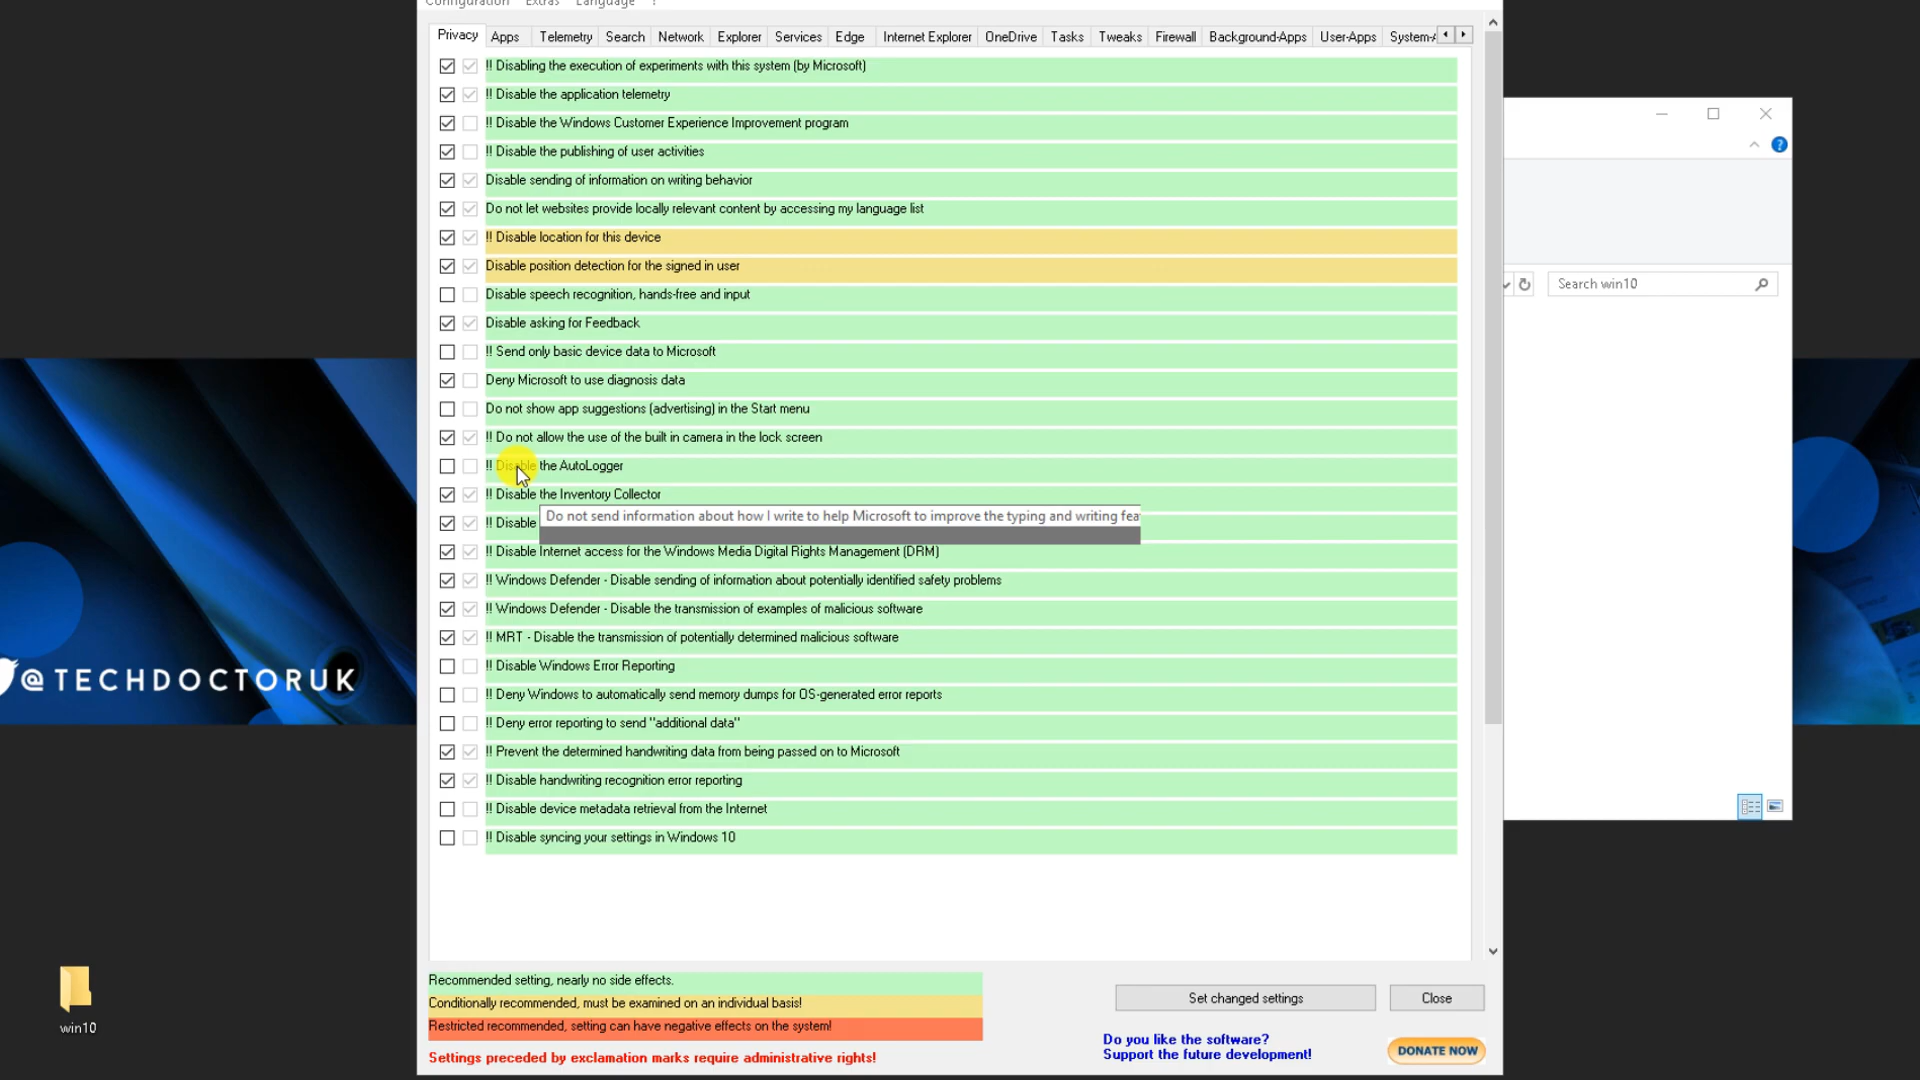 Configuration Extras Language !
Privacy Apps Telemetry Search Network Explorer Services Edge Internet Explorer OneDrive Tasks Tweaks Firewall Background-Apps User-Apps System-A
!! Disabling the execution of experiments with this system (by Microsoft)
!! Disable the application telemetry
!! Disable the Windows Customer Experience Improvement program
!! Disable the publishing of user activities
Disable sending of information on writing behavior
Do not let websites provide locally relevant content by accessing my language list
!! Disable location for this device
Disable position detection for the signed in user
Disable speech recognition, hands-free and input
Disable asking for Feedback
!! Send only basic device data to Microsoft
Deny Microsoft to use diagnosis data
Do not show app suggestions (advertising) in the Start menu
!! Do not allow the use of the built in camera in the lock screen
!! Disable the AutoLogger
!! Disable the Inventory Collector
!! Disable
Do not send information about how I write to help Microsoft to improve the typing and writing fea
!! Disable Internet access for the Windows Media Digital Rights Management (DRM)
!! Windows Defender - Disable sending of information about potentially identified safety problems
!! Windows Defender - Disable the transmission of examples of malicious software
!! MRT - Disable the transmission of potentially determined malicious software
!! Disable Windows Error Reporting
!! Deny Windows to automatically send memory dumps for OS-generated error reports
!! Deny error reporting to send "additional data"
!! Prevent the determined handwriting data from being passed on to Microsoft
!! Disable handwriting recognition error reporting
!! Disable device metadata retrieval from the Internet
!! Disable syncing your settings in Windows 10
Recommended setting, nearly no side effects.
Conditionally recommended, must be examined on an individual basis!
Restricted recommended, setting can have negative effects on the system!
Settings preceded by exclamation marks require administrative rights!
Set changed settings
Close
Do you like the software?
Support the future development!
DONATE NOW
?
Search win10
@TECHDOCTORUK
win10